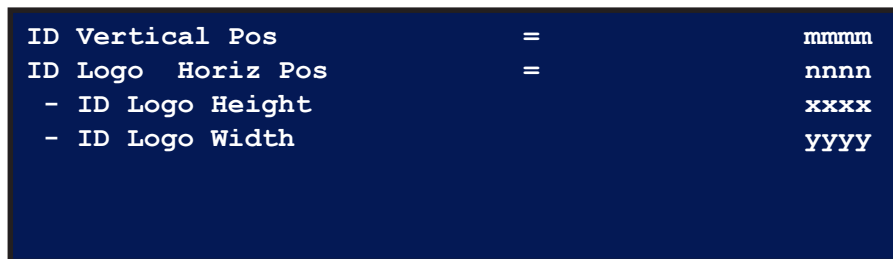 ID Vertical Pos = mmmm
ID Logo Horiz Pos = nnnn
- ID Logo Height xxxx
- ID Logo Width yyyy